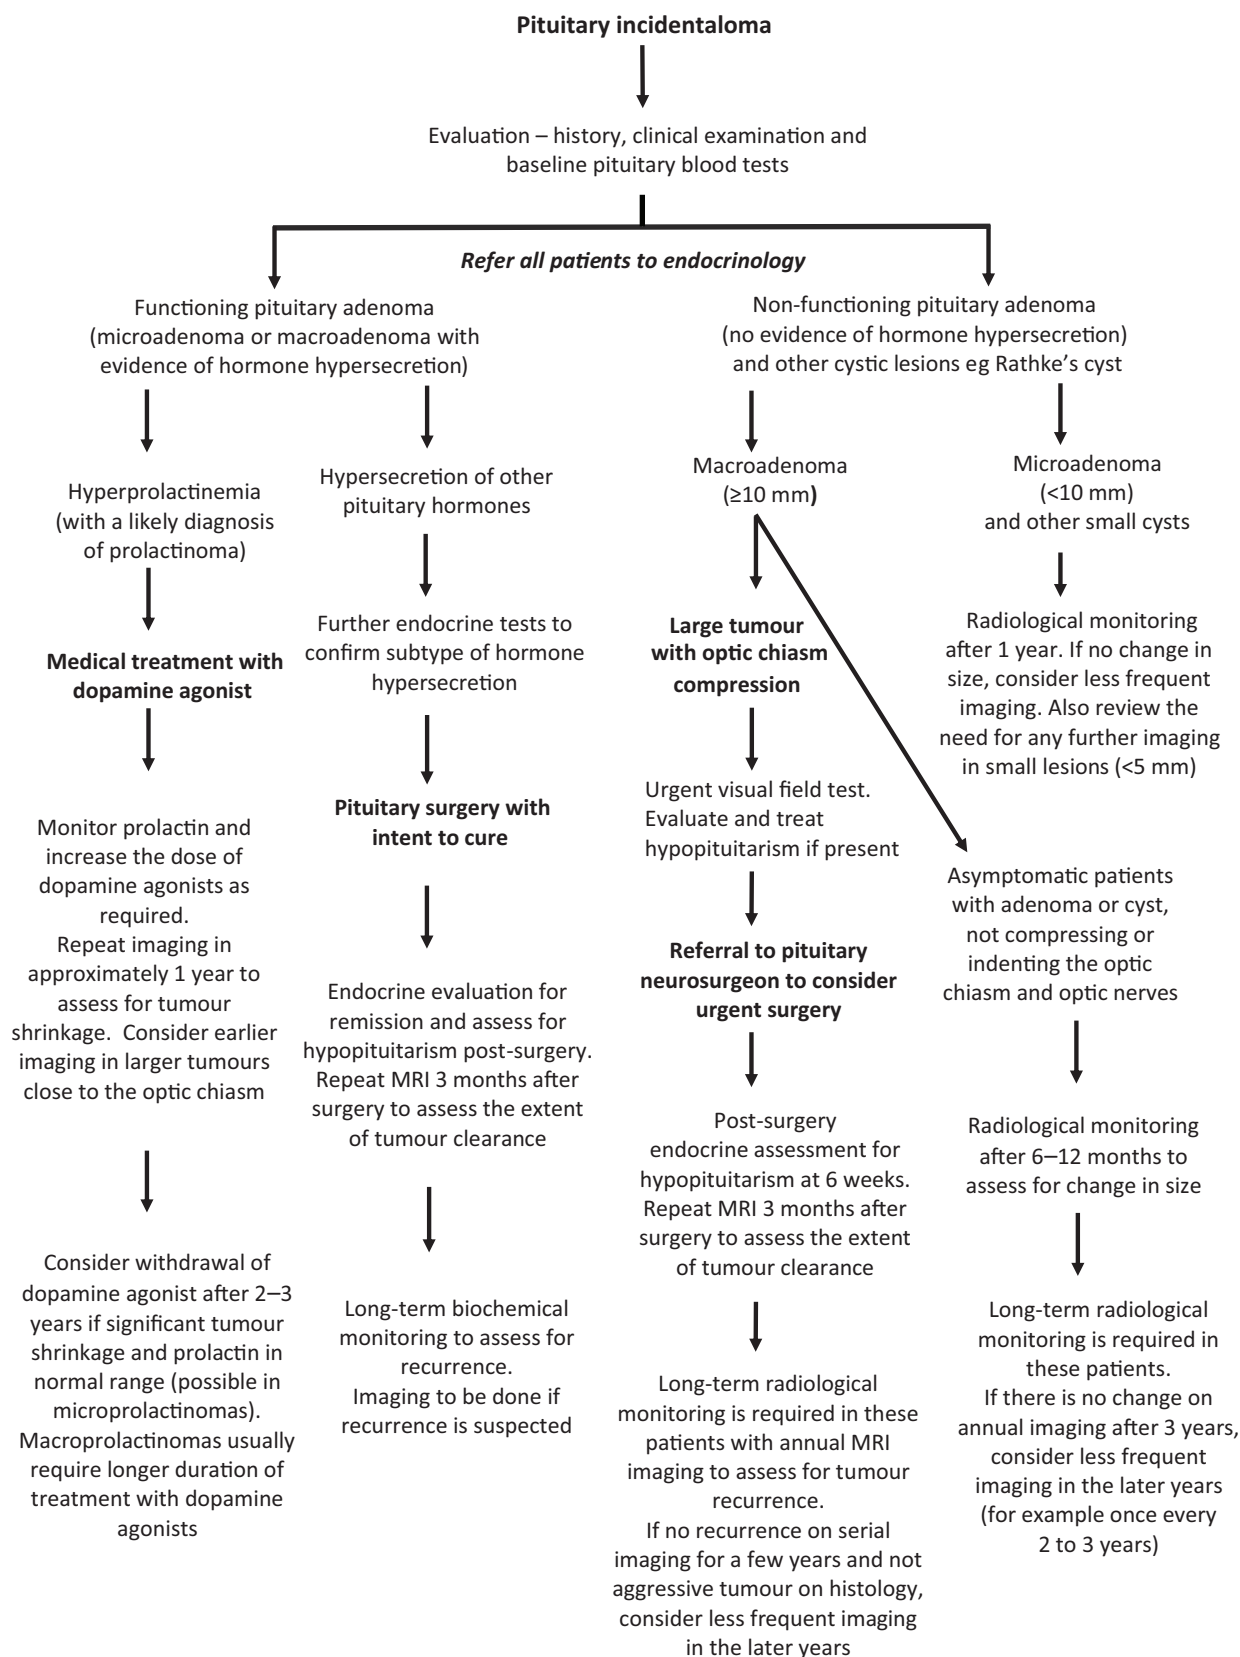 Pituitary incidentaloma
Evaluation – history, clinical examination and
baseline pituitary blood tests
Refer all patients to endocrinology
Functioning pituitary adenoma
(microadenoma or macroadenoma with
evidence of hormone hypersecretion)
Non-functioning pituitary adenoma
(no evidence of hormone hypersecretion)
and other cystic lesions eg Rathke’s cyst
Hyperprolactinemia
(with a likely diagnosis
of prolactinoma)
Medical treatment with
dopamine agonist
Monitor prolactin and
increase the dose of
dopamine agonists as
required.
Repeat imaging in
approximately 1 year to
assess for tumour
shrinkage.  Consider earlier
imaging in larger tumours
close to the optic chiasm
Consider withdrawal of
dopamine agonist after 2–3
years if significant tumour
shrinkage and prolactin in
normal range (possible in
microprolactinomas).
Macroprolactinomas usually
require longer duration of
treatment with dopamine
agonists
Hypersecretion of other
pituitary hormones
Further endocrine tests to
confirm subtype of hormone
hypersecretion
Pituitary surgery with
intent to cure
Endocrine evaluation for
remission and assess for
hypopituitarism post-surgery.
Repeat MRI 3 months after
surgery to assess the extent
of tumour clearance
Long-term biochemical
monitoring to assess for
recurrence.
Imaging to be done if
recurrence is suspected
Macroadenoma
(≥10 mm)
Large tumour
with optic chiasm
compression
Urgent visual field test.
Evaluate and treat
hypopituitarism if present
Referral to pituitary
neurosurgeon to consider
urgent surgery
Post-surgery
endocrine assessment for
hypopituitarism at 6 weeks.
Repeat MRI 3 months after
surgery to assess the extent
of tumour clearance
Long-term radiological
monitoring is required in these
patients with annual MRI
imaging to assess for tumour
recurrence.
If no recurrence on serial
imaging for a few years and not
aggressive tumour on histology,
consider less frequent imaging
in the later years
Microadenoma
(<10 mm)
and other small cysts
Radiological monitoring
after 1 year. If no change in
size, consider less frequent
imaging. Also review the
need for any further imaging
in small lesions (<5 mm)
Asymptomatic patients
with adenoma or cyst,
not compressing or
indenting the optic
chiasm and optic nerves
Radiological monitoring
after 6–12 months to
assess for change in size
Long-term radiological
monitoring is required in
these patients.
If there is no change on
annual imaging after 3 years,
consider less frequent
imaging in the later years
(for example once every
2 to 3 years)